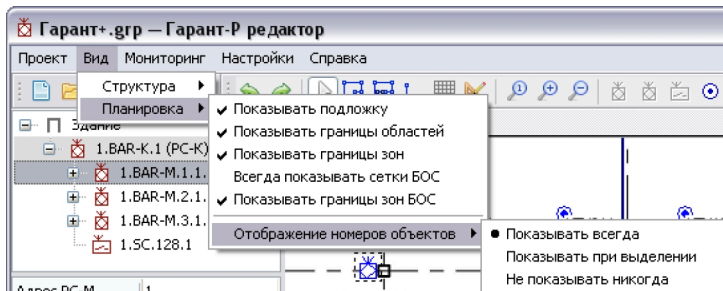 Гарант+.grp — Гарант-Р редактор
Проект Вид Мониторинг Настройки Справка
Структура
Планировка
Показывать подложку
Показывать границы областей
Показывать границы зон
Всегда показывать сетки БОС
Показывать границы зон БОС
Отображение номеров объектов
Показывать всегда
Показывать при выделении
Не показывать никогда
Здание
1.BAR-K.1 (PC-K)
1.BAR-M.1.1.
1.BAR-M.2.1.
1.BAR-M.3.1.
1.SC.128.1
Адрес РС-М 1